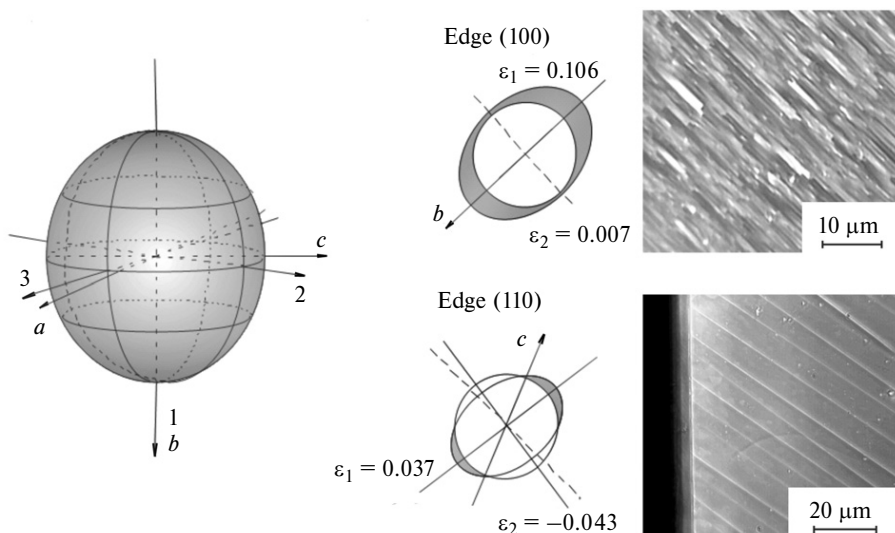 c
3
a
2
1
b
Edge (100)
ε₁ = 0.106
b
ε₂ = 0.007
10 μm
Edge (110)
c
ε₁ = 0.037
ε₂ = −0.043
20 μm